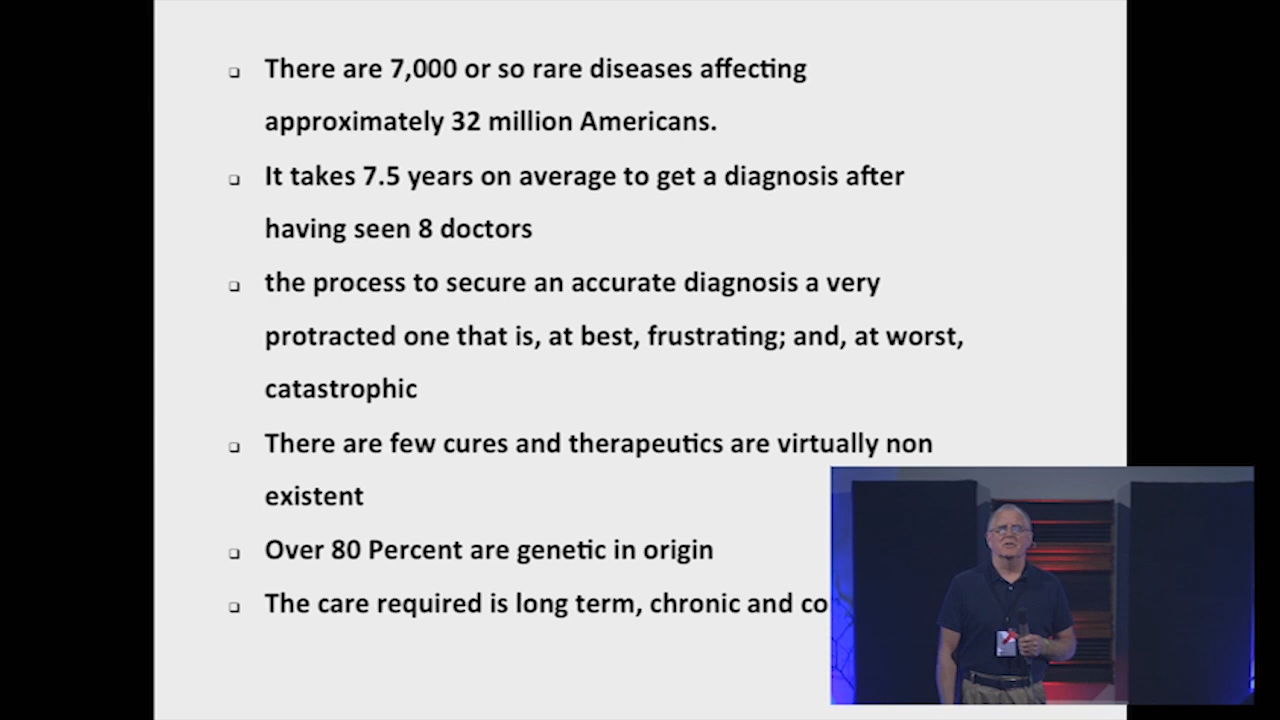 There are 7,000 or so rare diseases affecting
approximately 32 million Americans.
It takes 7.5 years on average to get a diagnosis after
having seen 8 doctors
the process to secure an accurate diagnosis a very
protracted one that is, at best, frustrating; and, at worst,
catastrophic
There are few cures and therapeutics are virtually non
existent
Over 80 Percent are genetic in origin
The care required is long term, chronic and co